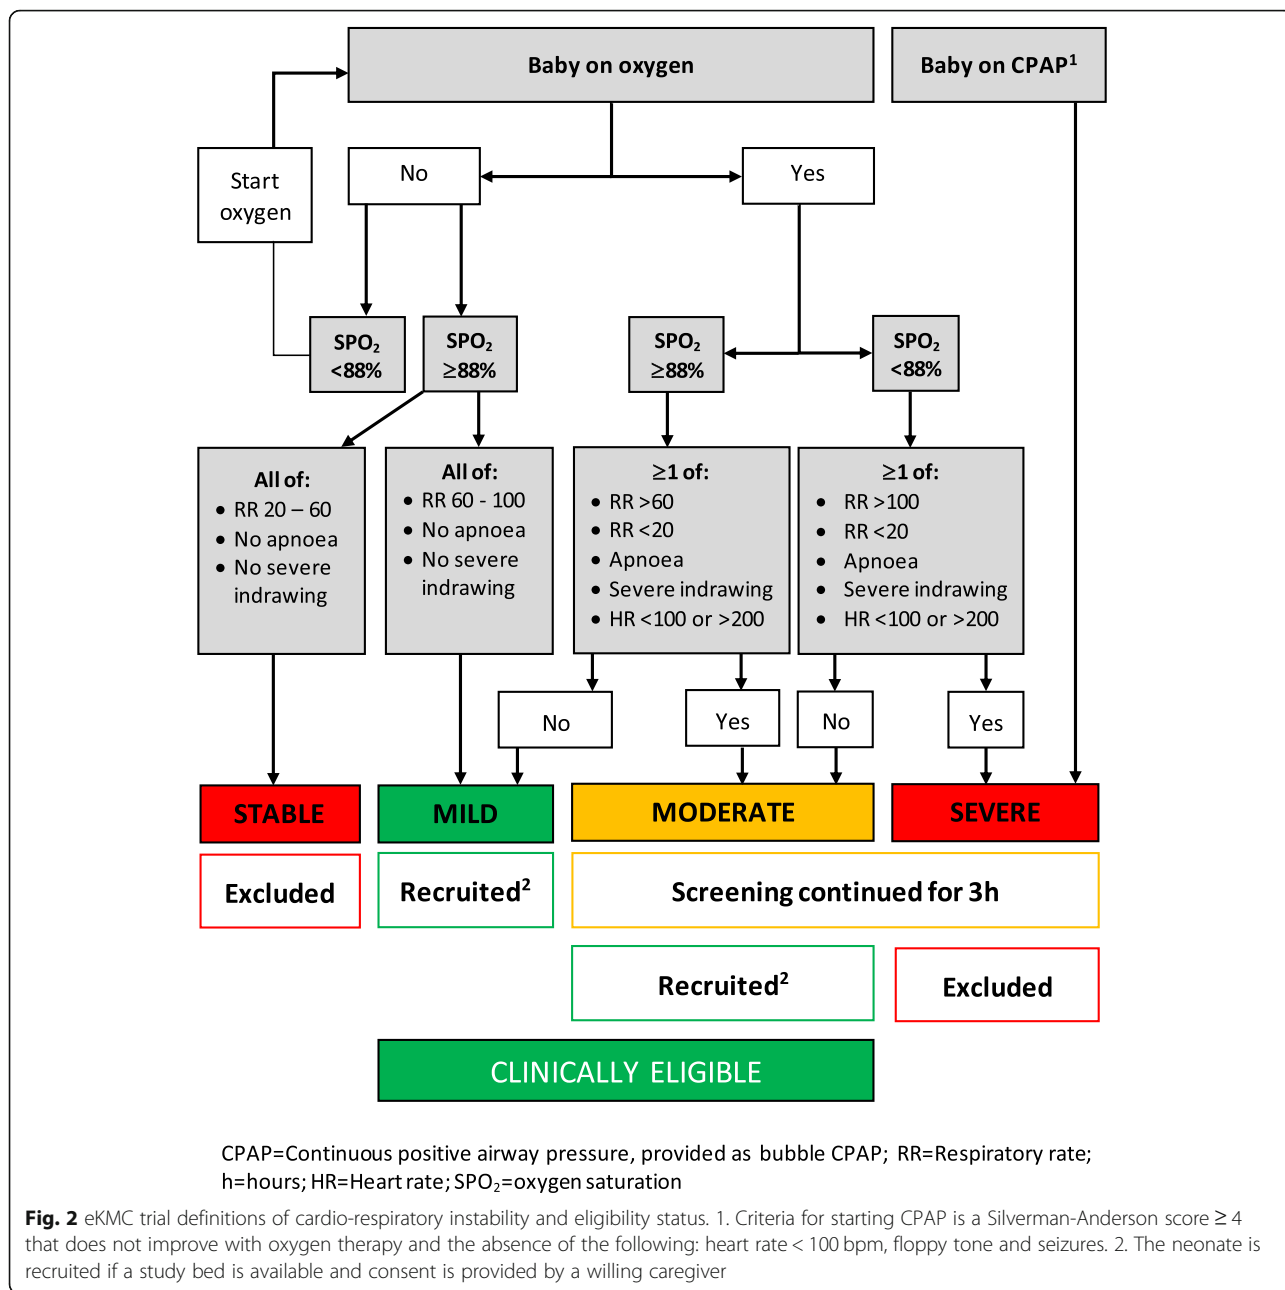 Baby on oxygen
Baby on CPAP1
Start
oxygen
No
Yes
SPO2
<88%
SPO2
≥88%
SPO2
≥88%
SPO2
<88%
All of:
• RR 20 – 60
• No apnoea
• No severe
indrawing
All of:
• RR 60 - 100
• No apnoea
• No severe
indrawing
≥1 of:
• RR >60
• RR <20
• Apnoea
• Severe indrawing
• HR <100 or >200
≥1 of:
• RR >100
• RR <20
• Apnoea
• Severe indrawing
• HR <100 or >200
No
Yes
No
Yes
STABLE
MILD
MODERATE
SEVERE
Excluded
Recruited2
Screening continued for 3h
Recruited2
Excluded
CLINICALLY ELIGIBLE
CPAP=Continuous positive airway pressure, provided as bubble CPAP; RR=Respiratory rate;
h=hours; HR=Heart rate; SPO2=oxygen saturation
Fig. 2 eKMC trial definitions of cardio-respiratory instability and eligibility status. 1. Criteria for starting CPAP is a Silverman-Anderson score ≥ 4
that does not improve with oxygen therapy and the absence of the following: heart rate < 100 bpm, floppy tone and seizures. 2. The neonate is
recruited if a study bed is available and consent is provided by a willing caregiver